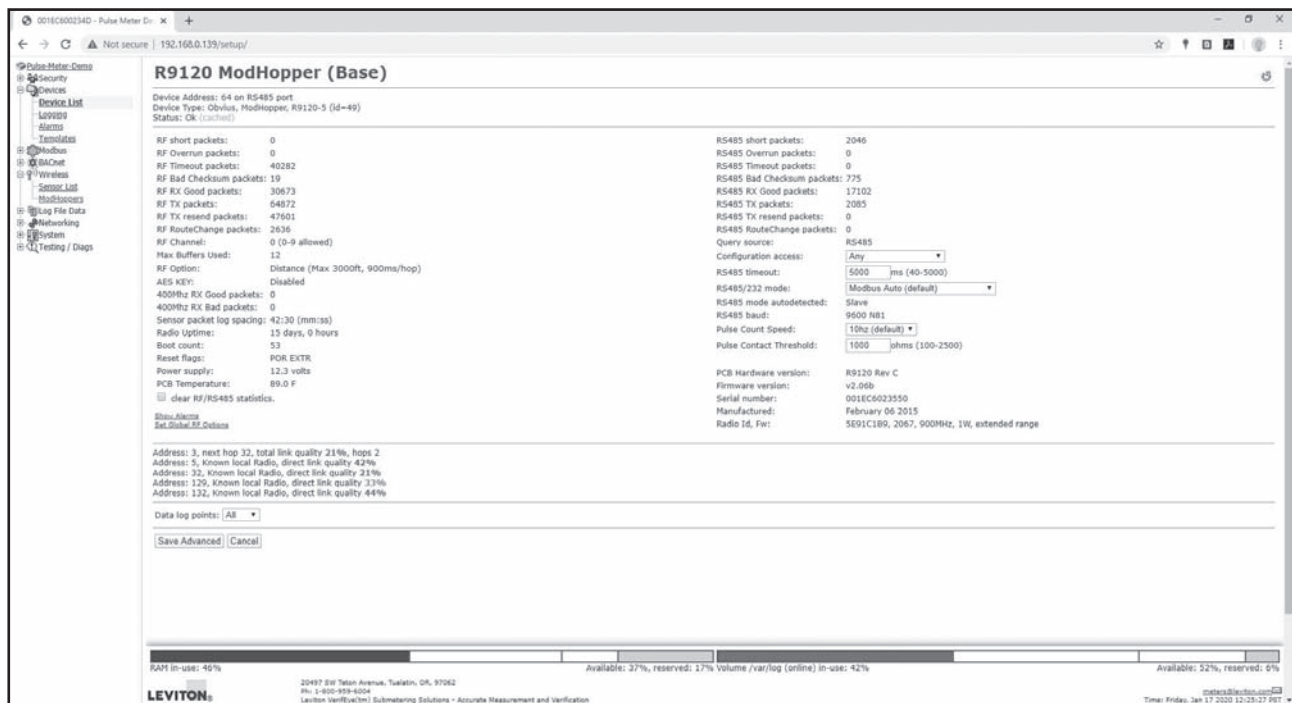 001EC600234D - Pulse Meter De
Not secure | 192.168.0.139/setup/
Pulse-Meter-Demo
Security
Devices
Device List
Logging
Alarms
Templates
Modbus
BACnet
Wireless
Sensor List
ModHoppers
Log File Data
Networking
System
Testing / Diags
R9120 ModHopper (Base)
Device Address: 64 on RS485 port
Device Type: Obvius, ModHopper, R9120-5 (id=49)
Status: Ok (cached)
RF short packets: 0
RF Overrun packets: 0
RF Timeout packets: 40282
RF Bad Checksum packets: 19
RF RX Good packets: 30673
RF TX packets: 64872
RF TX resend packets: 47601
RF RouteChange packets: 2636
RF Channel: 0 (0-9 allowed)
Max Buffers Used: 12
RF Option: Distance (Max 3000ft, 900ms/hop)
AES KEY: Disabled
400Mhz RX Good packets: 0
400Mhz RX Bad packets: 0
Sensor packet log spacing: 42:30 (mm:ss)
Radio Uptime: 15 days, 0 hours
Boot count: 53
Reset flags: POR EXTR
Power supply: 12.3 volts
PCB Temperature: 89.0 F
clear RF/RS485 statistics.
Show Alarms
Set Global RF Options
RS485 short packets: 2046
RS485 Overrun packets: 0
RS485 Timeout packets: 0
RS485 Bad Checksum packets: 775
RS485 RX Good packets: 17102
RS485 TX packets: 2085
RS485 TX resend packets: 0
RS485 RouteChange packets: 0
Query source: RS485
Configuration access: Any
RS485 timeout: 5000 ms (40-5000)
RS485/232 mode: Modbus Auto (default)
RS485 mode autodetected: Slave
RS485 baud: 9600 N81
Pulse Count Speed: 10hz (default)
Pulse Contact Threshold: 1000 ohms (100-2500)
PCB Hardware version: R9120 Rev C
Firmware version: v2.06b
Serial number: 001EC6023550
Manufactured: February 06 2015
Radio Id, Fw: 5E91C1B9, 2067, 900MHz, 1W, extended range
Address: 3, next hop 32, total link quality 21%, hops 2
Address: 5, Known local Radio, direct link quality 42%
Address: 32, Known local Radio, direct link quality 21%
Address: 129, Known local Radio, direct link quality 33%
Address: 132, Known local Radio, direct link quality 44%
Data log points: All
Save Advanced Cancel
RAM in-use: 46% Available: 37%, reserved: 17% Volume /var/log (online) in-use: 42% Available: 52%, reserved: 6%
LEVITON®
20497 SW Teton Avenue, Tualatin, OR, 97062
Ph: 1-800-959-6004
Leviton VerifEye(tm) Submetering Solutions - Accurate Measurement and Verification
meters@leviton.com
Time: Friday, Jan 17 2020 12:25:27 PST